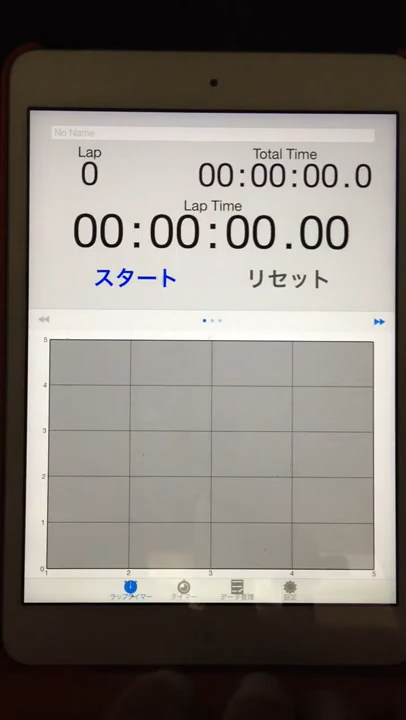 No Name
Lap
Total Time
0
00:00:00.0
Lap Time
00:00:00.00
スタート
リセット
5
4
3
2
1
0
1
2
3
4
5
ラップタイマー
タイマー
データ管理
設定